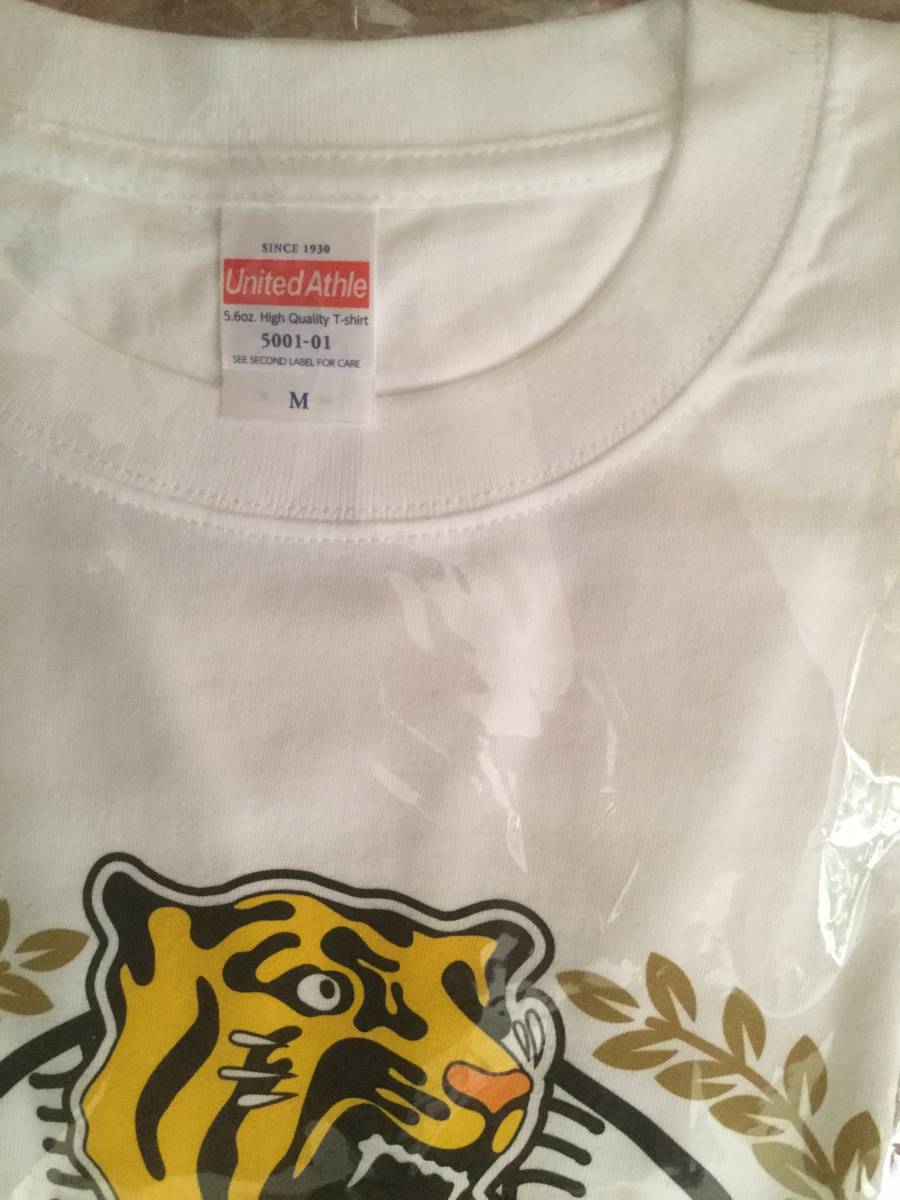 SINCE 1930
United Athle
5.6oz. High Quality T-shirt
5001-01
SEE SECOND LABEL FOR CARE
M